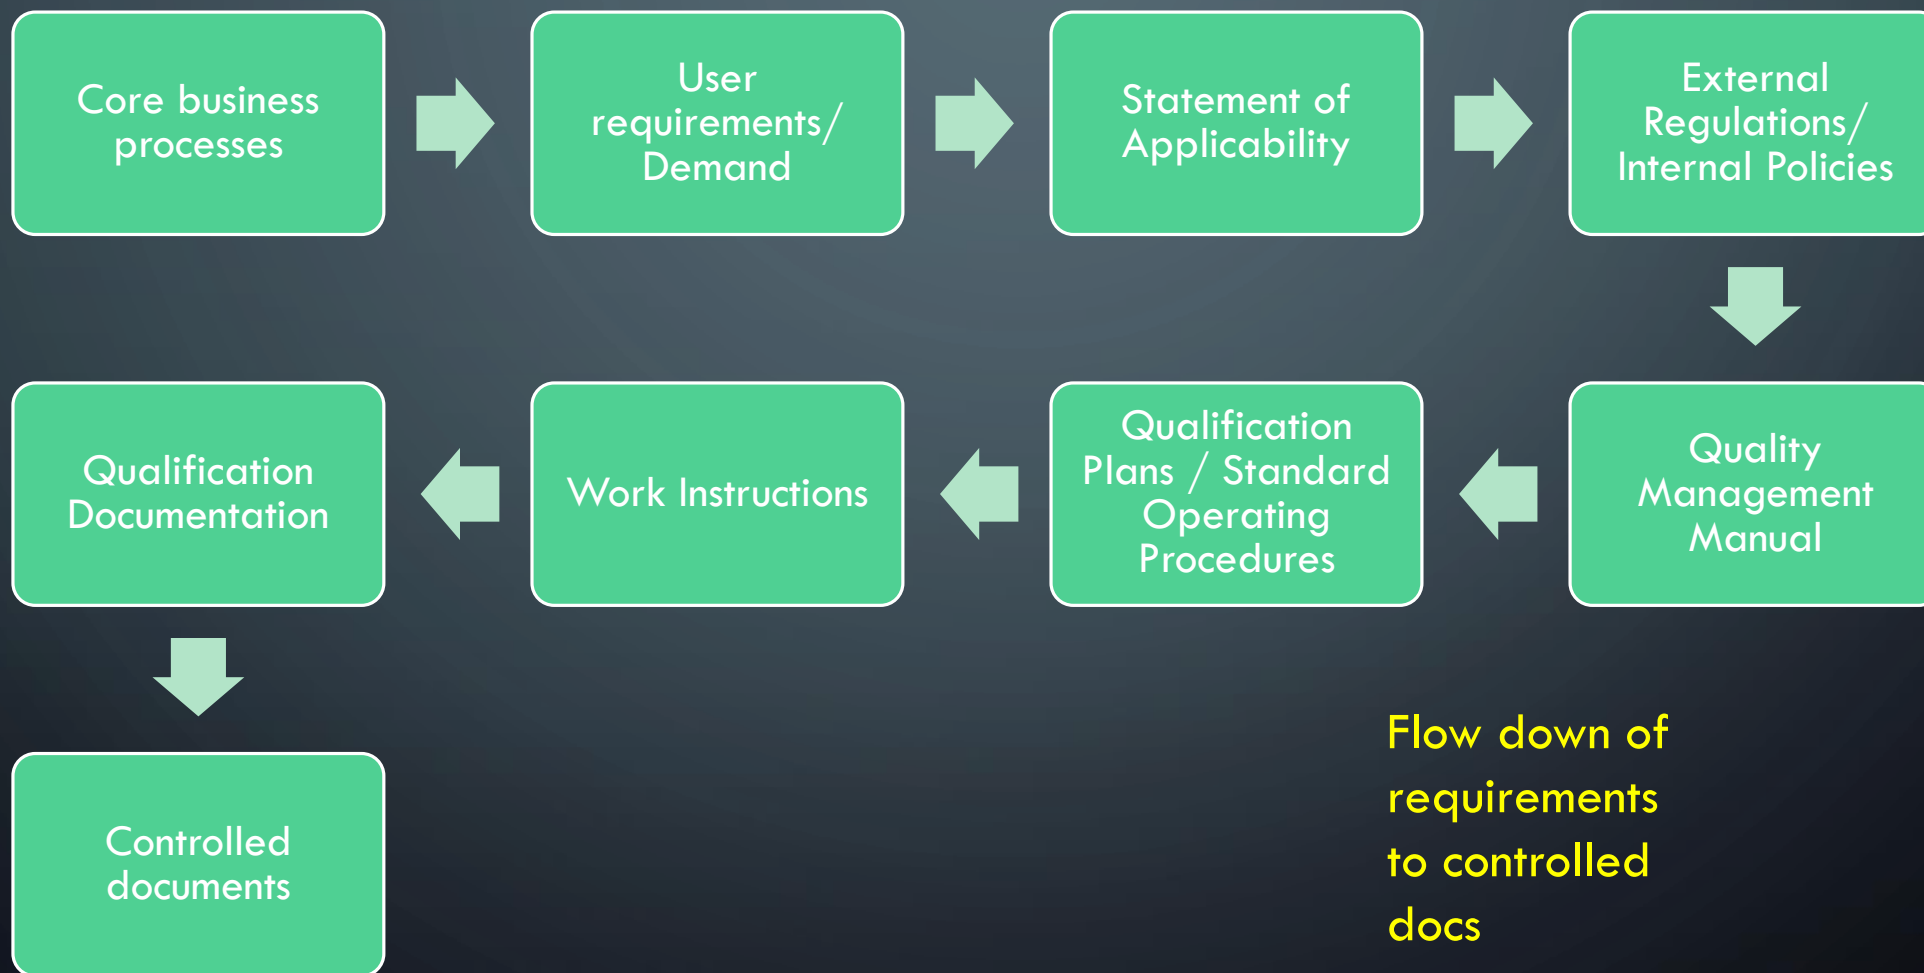 Core business
processes
User
requirements/
Demand
Statement of
Applicability
External
Regulations/
Internal Policies
Quality
Management
Manual
Qualification
Plans / Standard
Operating
Procedures
Work Instructions
Qualification
Documentation
Controlled
documents
Flow down of
requirements
to controlled
docs